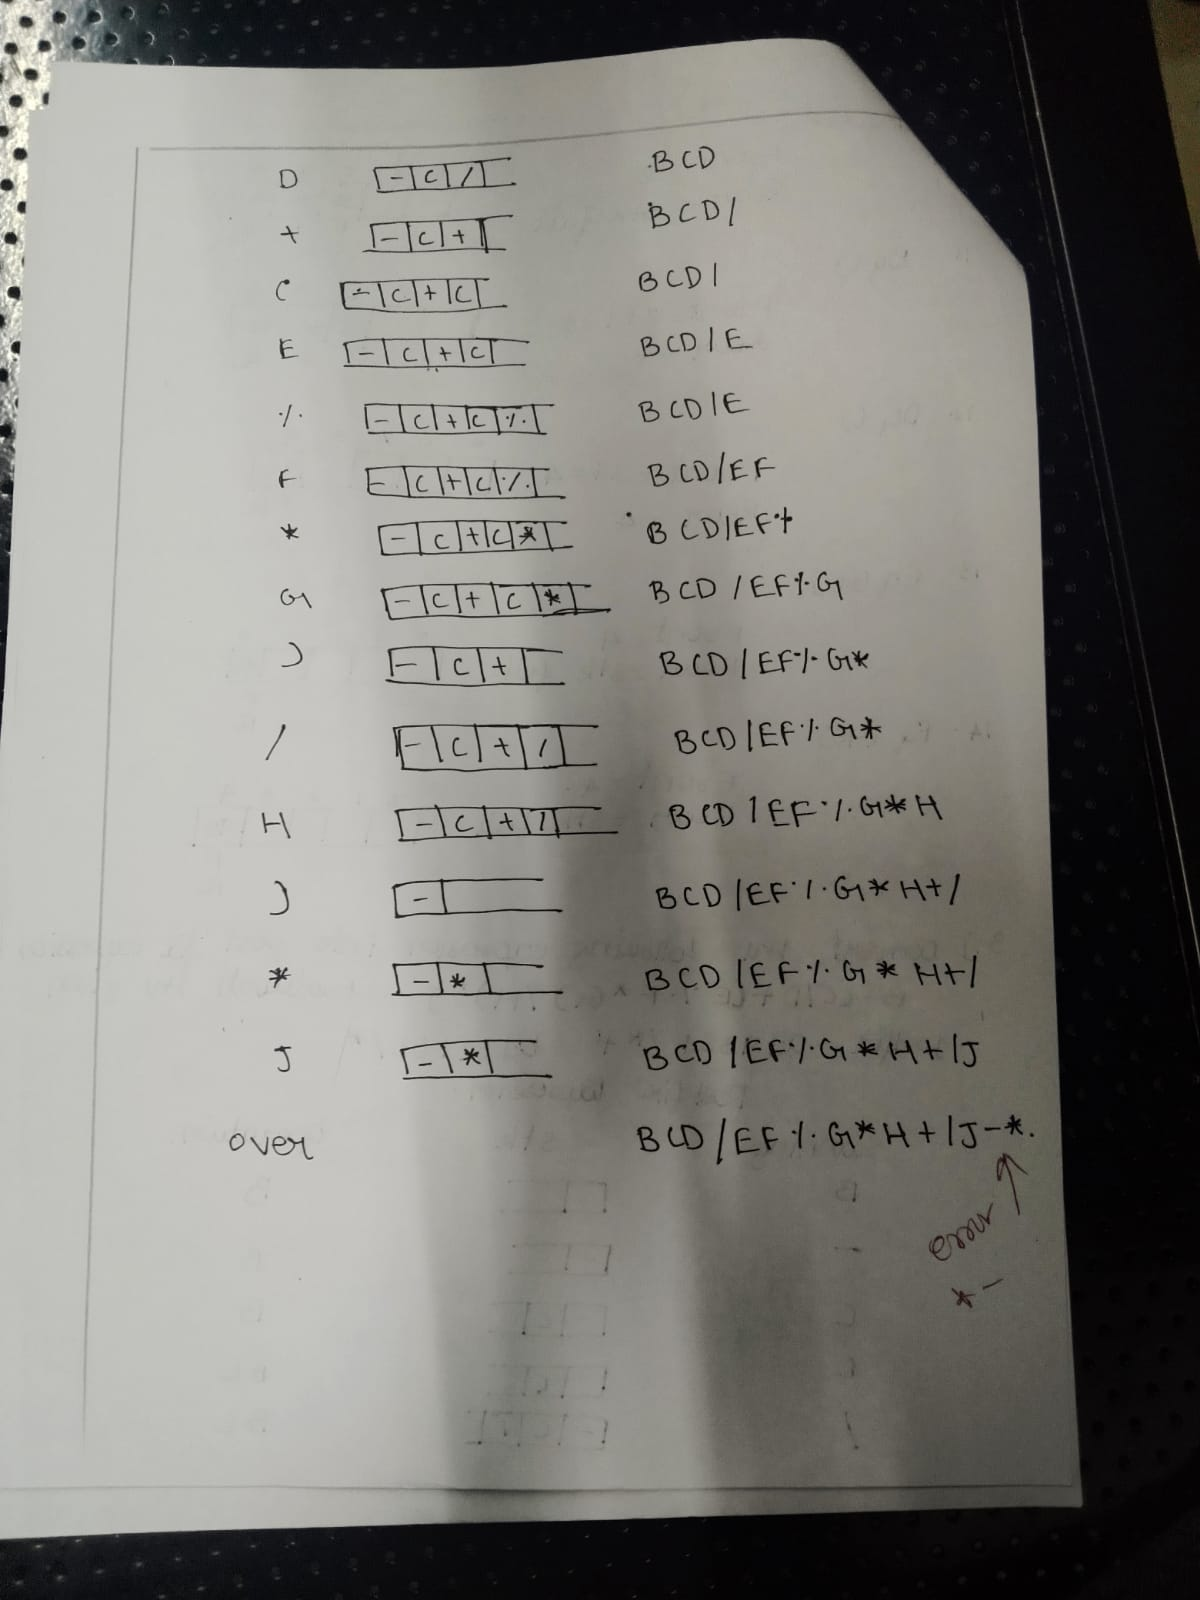 D -|C|/| BCD
+ -|C|+| BCD/
( -|C|+|C| BCD/
E -|C|+|C| BCD/E
% -|C|+|C|%| BCD/E
F -|C|+|C|%| BCD/EF
* -|C|+|C|*| BCD/EF%
G -|C|+|C|*| BCD/EF%G
) -|C|+| BCD/EF%G*
/ -|C|+|/| BCD/EF%G*
H -|C|+|/| BCD/EF%G*H
) -| BCD/EF%G*H+/
* -|*| BCD/EF%G*H+/
J -|*| BCD/EF%G*H+/J
over BCD/EF%G*H+/J-*.
error
*-